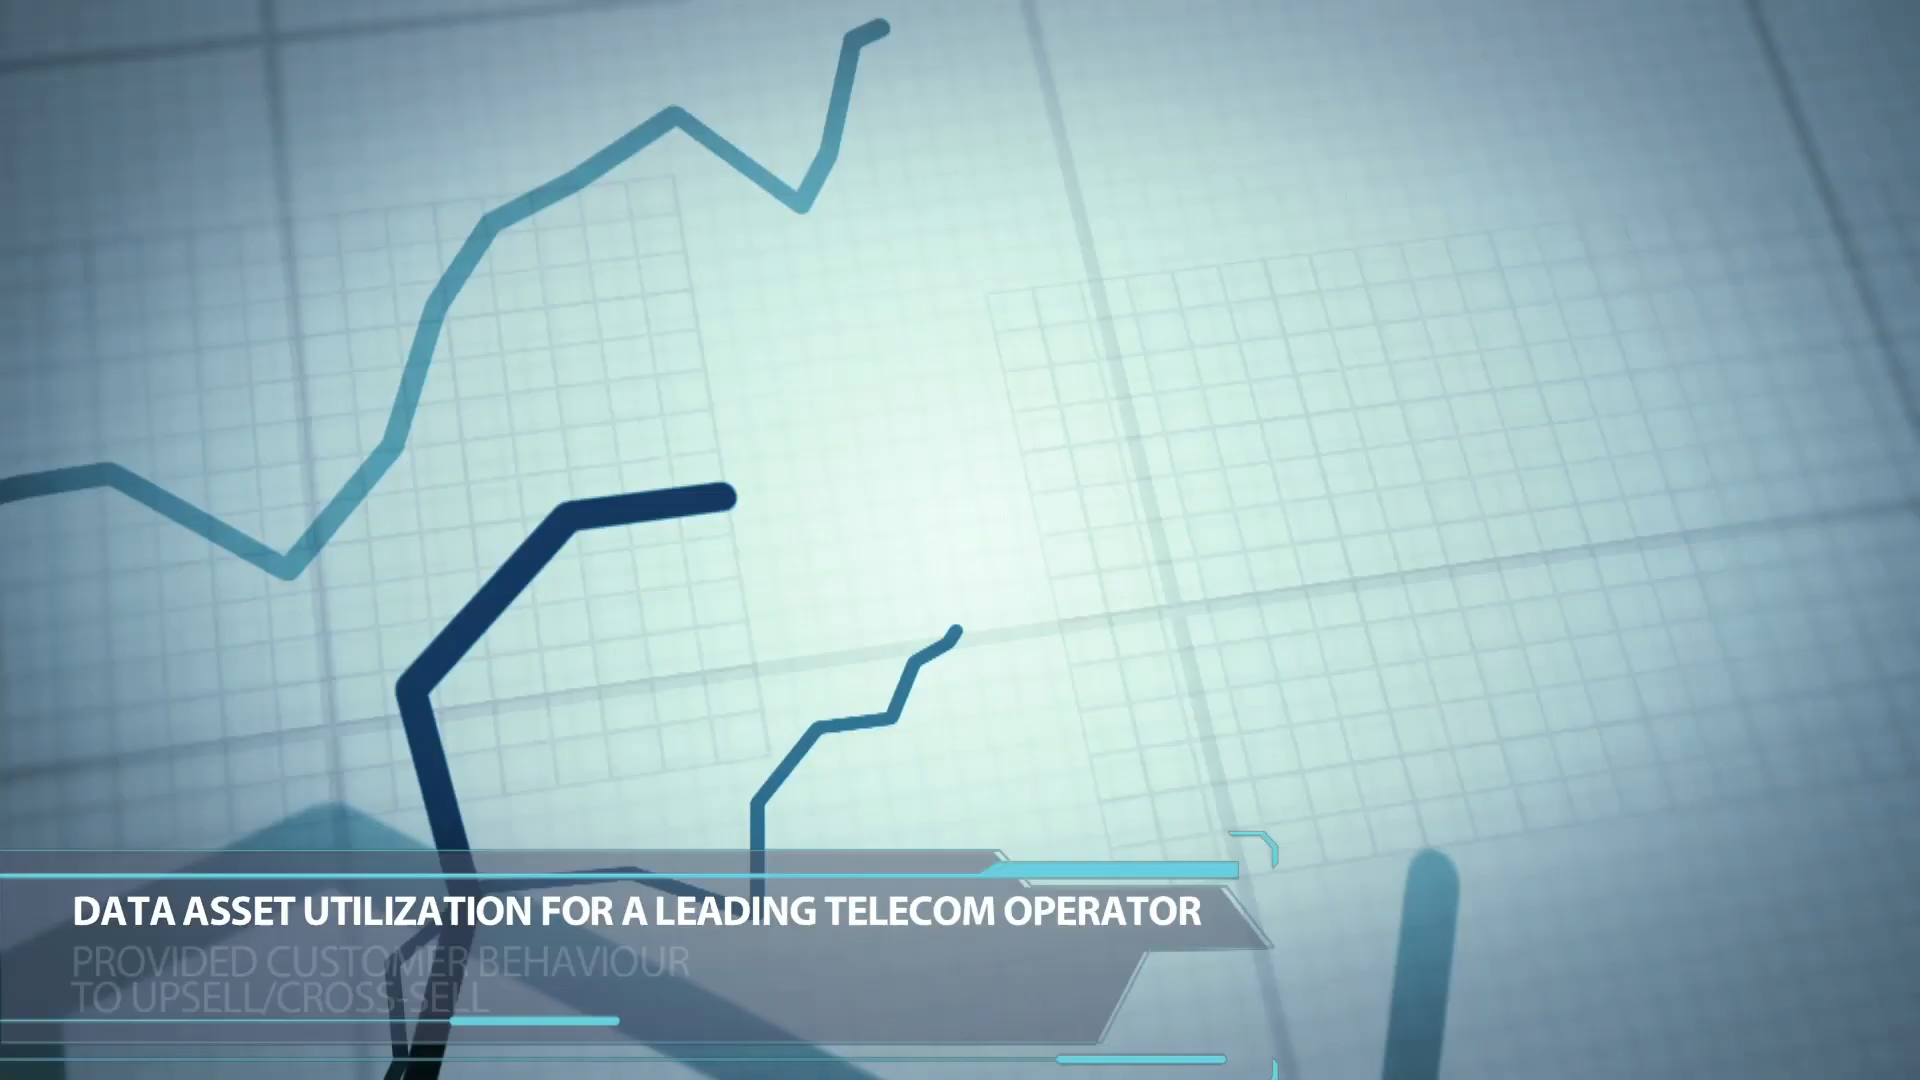 DATA ASSET UTILIZATION FOR A LEADING TELECOM OPERATOR
PROVIDED CUSTOMER BEHAVIOUR
TO UPSELL/CROSS-SELL